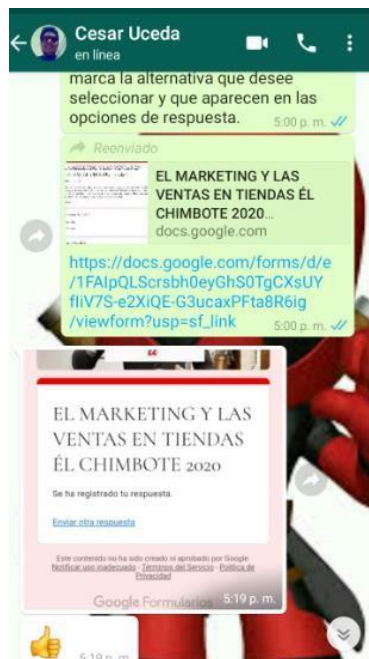 Cesar Uceda
en línea
marca la alternativa que desee
seleccionar y que aparecen en las
opciones de respuesta.
5:00 p. m.
Reenviado
EL MARKETING Y LAS
VENTAS EN TIENDAS ÉL
CHIMBOTE 2020...
docs.google.com
https://docs.google.com/forms/d/e
/1FAIpQLScrsbh0eyGhS0TgCXsUY
fIiV7S-e2XiQE-G3ucaxPFta8R6ig
/viewform?usp=sf_link
5:00 p. m.
EL MARKETING Y LAS
VENTAS EN TIENDAS
ÉL CHIMBOTE 2020
Se ha registrado tu respuesta.
Enviar otra respuesta
Este contenido no ha sido creado ni aprobado por Google.
Notificar uso inadecuado - Términos del Servicio - Política de
Privacidad
Google Formularios
5:19 p. m.
5:19 p. m.